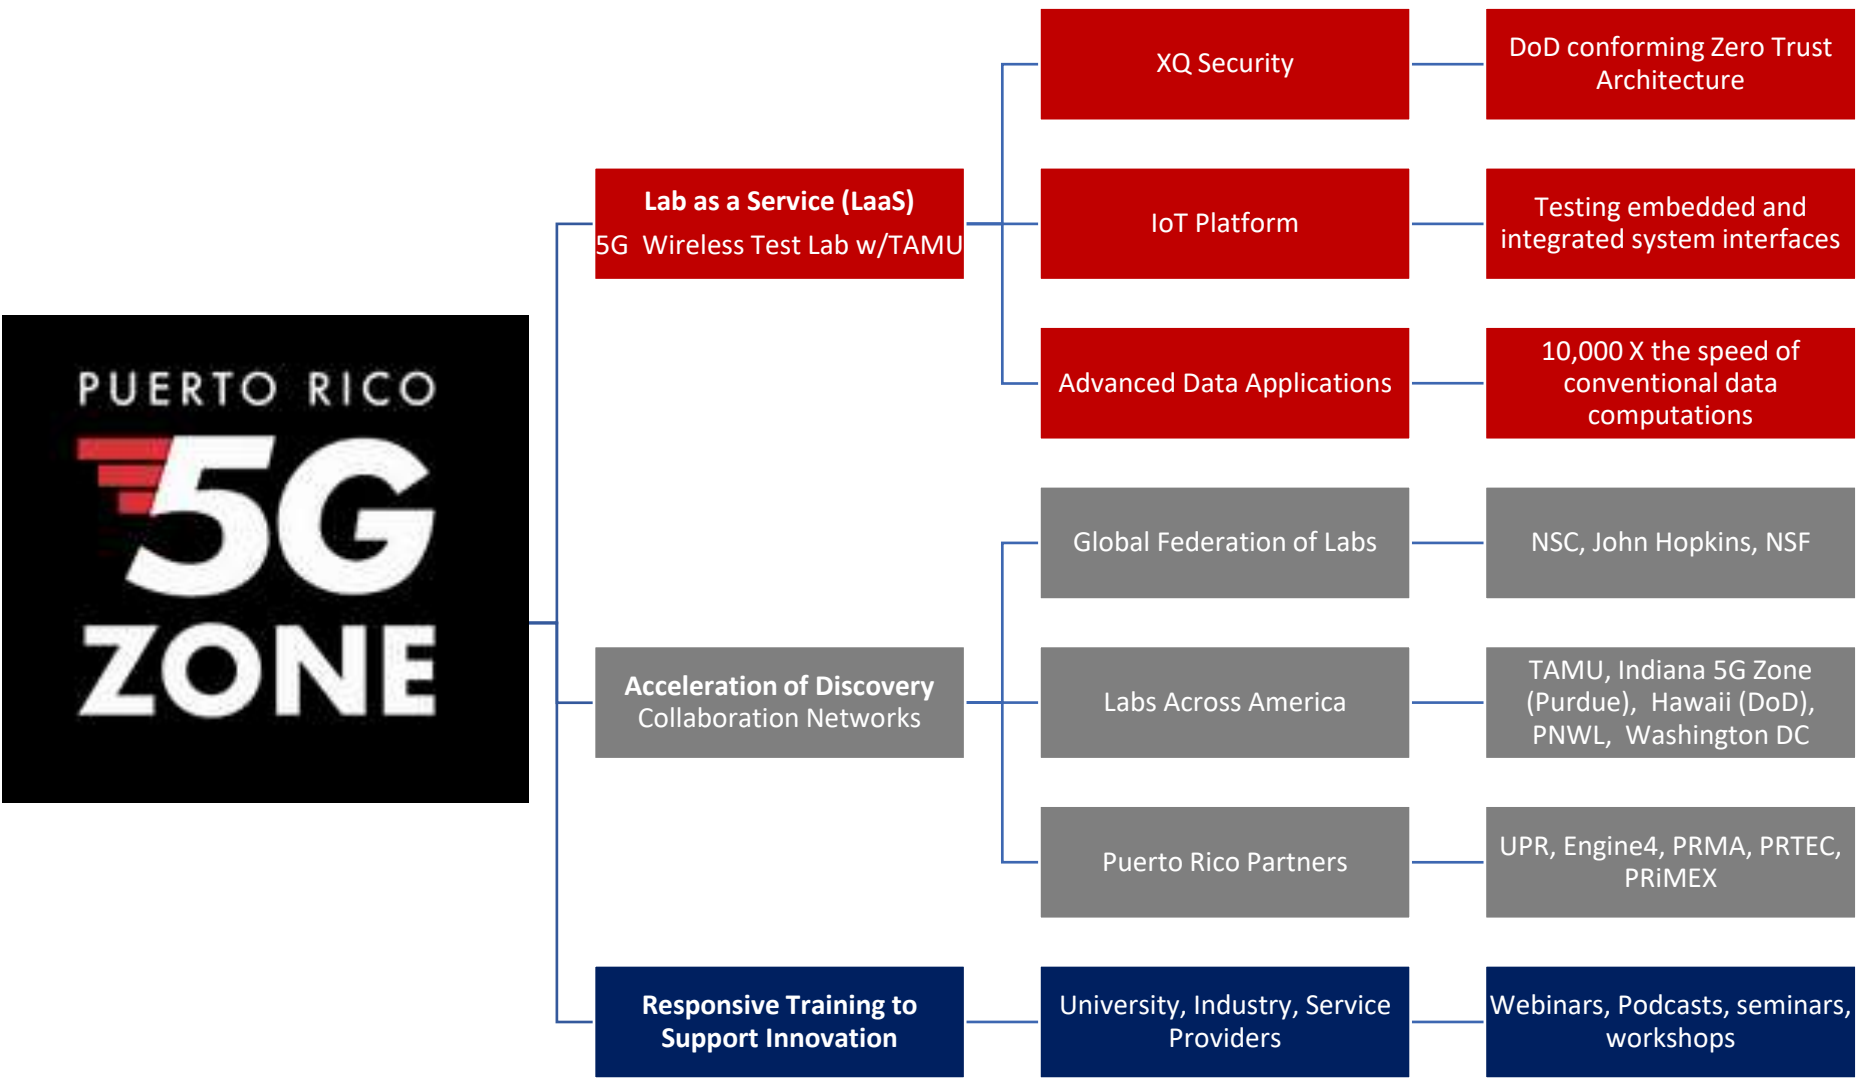 PUERTO RICO
5G
ZONE
Lab as a Service (LaaS)
5G  Wireless Test Lab w/TAMU
XQ Security
DoD conforming Zero Trust
Architecture
IoT Platform
Testing embedded and
integrated system interfaces
Advanced Data Applications
10,000 X the speed of
conventional data
computations
Acceleration of Discovery
Collaboration Networks
Global Federation of Labs
NSC, John Hopkins, NSF
Labs Across America
TAMU, Indiana 5G Zone
(Purdue),  Hawaii (DoD),
PNWL,  Washington DC
Puerto Rico Partners
UPR, Engine4, PRMA, PRTEC,
PRiMEX
Responsive Training to
Support Innovation
University, Industry, Service
Providers
Webinars, Podcasts, seminars,
workshops